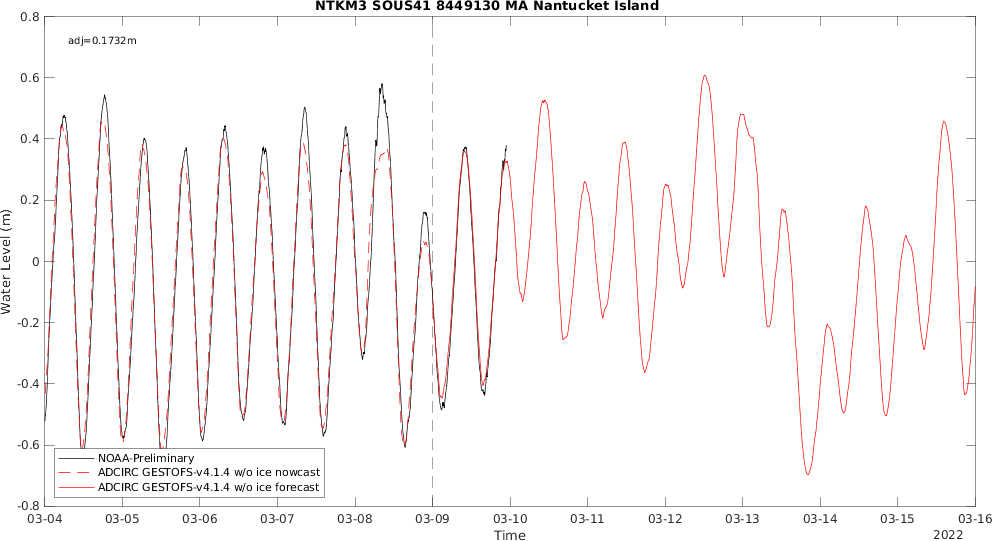 NTKM3 SOUS41 8449130 MA Nantucket Island
adj=0.1732m
0.8
0.6
0.4
0.2
0
-0.2
-0.4
-0.6
-0.8
Water Level (m)
NOAA-Preliminary
ADCIRC GESTOFS-v4.1.4 w/o ice nowcast
ADCIRC GESTOFS-v4.1.4 w/o ice forecast
03-04 03-05 03-06 03-07 03-08 03-09 03-10 03-11 03-12 03-13 03-14 03-15 03-16
Time
2022